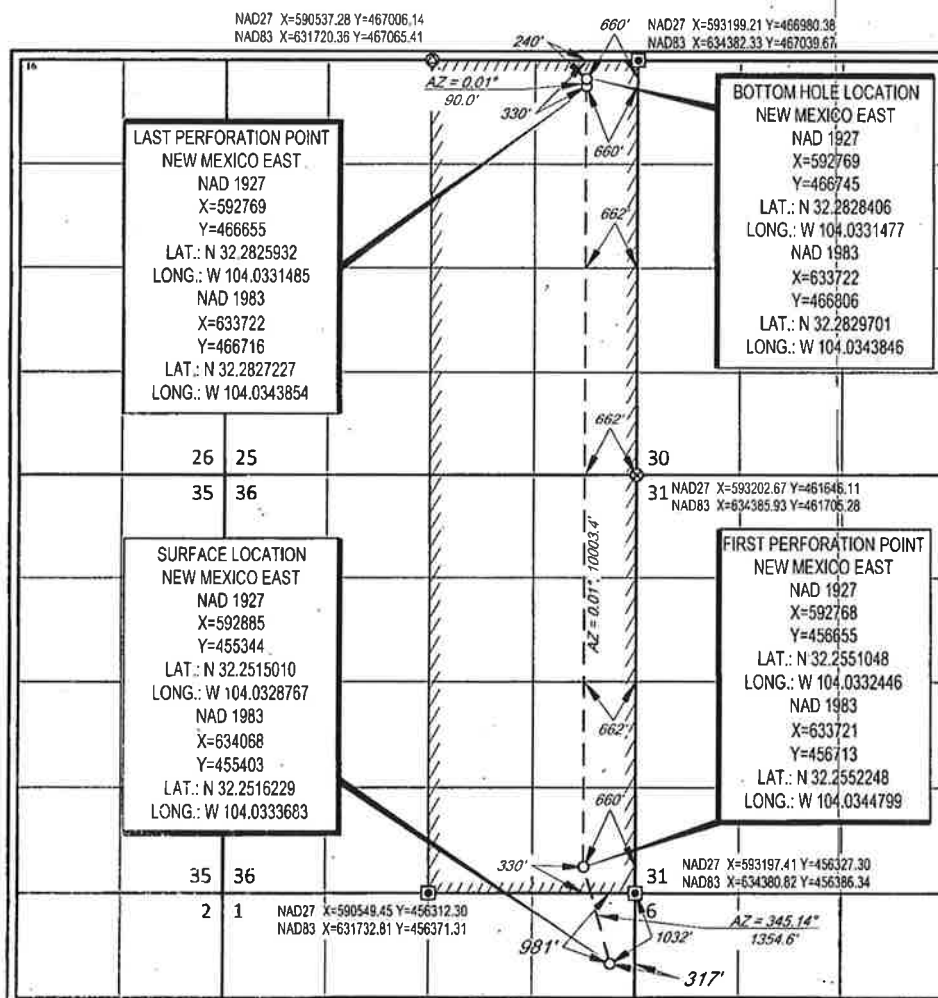 NAD27 X=590537.28 Y=467006.14
NAD83 X=631720.36 Y=467065.41
660'
NAD27 X=593199.21 Y=466980.38
NAD83 X=634382.33 Y=467039.67
240'
16
AZ = 0.01°
90.0'
330'
660'
LAST PERFORATION POINT
NEW MEXICO EAST
NAD 1927
X=592769
Y=466655
LAT.: N 32.2825932
LONG.: W 104.0331485
NAD 1983
X=633722
Y=466716
LAT.: N 32.2827227
LONG.: W 104.0343854
BOTTOM HOLE LOCATION
NEW MEXICO EAST
NAD 1927
X=592769
Y=466745
LAT.: N 32.2828406
LONG.: W 104.0331477
NAD 1983
X=633722
Y=466806
LAT.: N 32.2829701
LONG.: W 104.0343846
662'
662'
26 25
30
35 36
31 NAD27 X=593202.67 Y=461646.11
NAD83 X=634385.93 Y=461705.28
AZ = 0.01°, 10003.4'
SURFACE LOCATION
NEW MEXICO EAST
NAD 1927
X=592885
Y=455344
LAT.: N 32.2515010
LONG.: W 104.0328767
NAD 1983
X=634068
Y=455403
LAT.: N 32.2516229
LONG.: W 104.0333683
FIRST PERFORATION POINT
NEW MEXICO EAST
NAD 1927
X=592768
Y=456655
LAT.: N 32.2551048
LONG.: W 104.0332446
NAD 1983
X=633721
Y=456713
LAT.: N 32.2552248
LONG.: W 104.0344799
662'
660'
330'
35 36
31 NAD27 X=593197.41 Y=456327.30
NAD83 X=634380.82 Y=456386.34
2 1 NAD27 X=590549.45 Y=456312.30
NAD83 X=631732.81 Y=456371.31
6
AZ = 345.14°
1354.6'
981'
1032'
317'